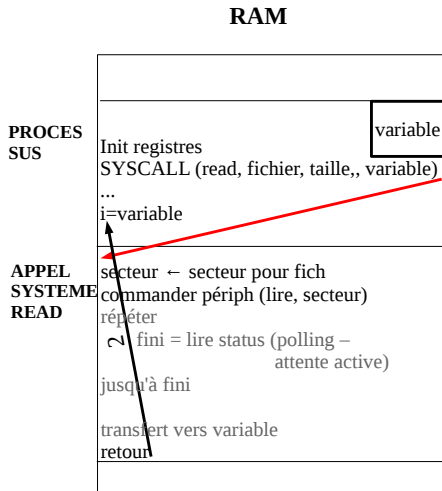 RAM
variable
PROCES
SUS
Init registres
SYSCALL (read, fichier, taille,, variable)
...
i=variable
APPEL
SYSTEME
READ
secteur ← secteur pour fich
commander périph (lire, secteur)
répéter
2
fini = lire status (polling –
attente active)
jusqu'à fini
transfert vers variable
retour